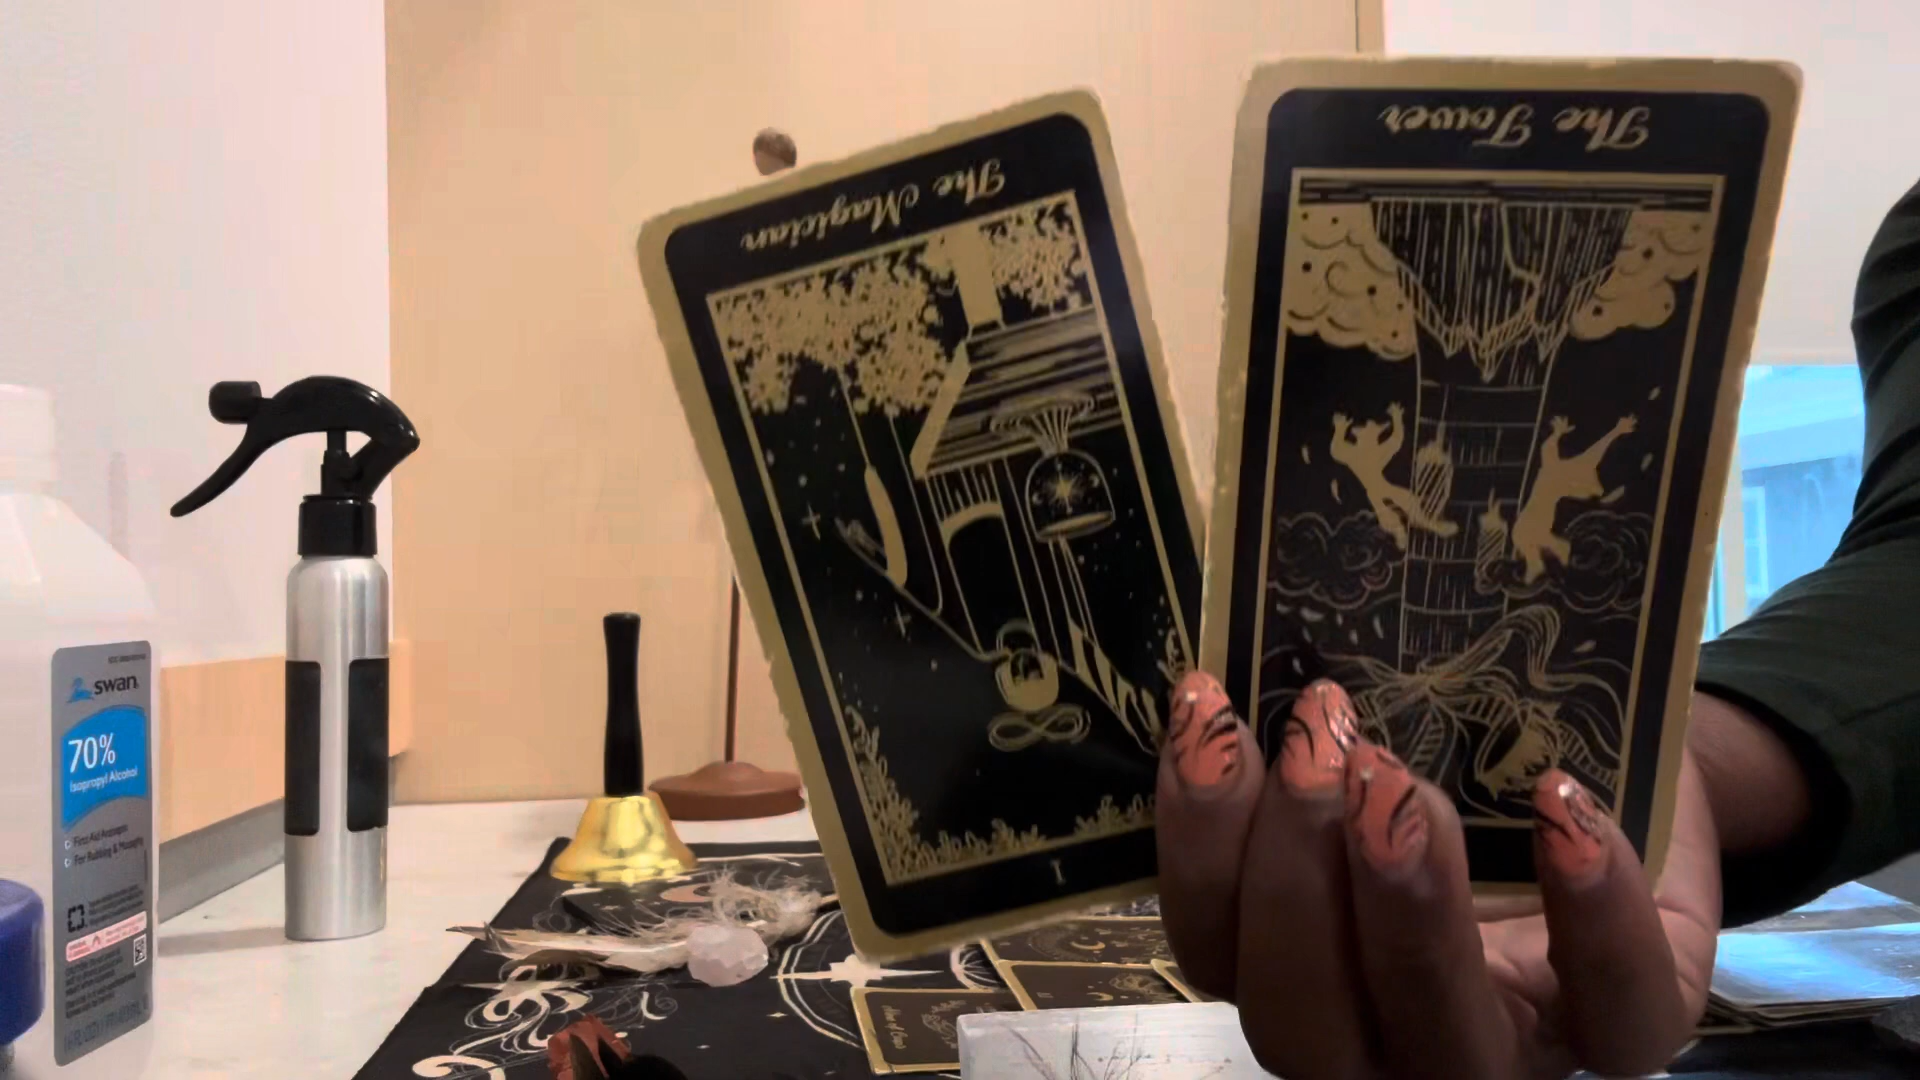 The Magician
I
The Tower
swan
70%
Isopropyl Alcohol
First Aid Antiseptic
For Rubbing & Massaging